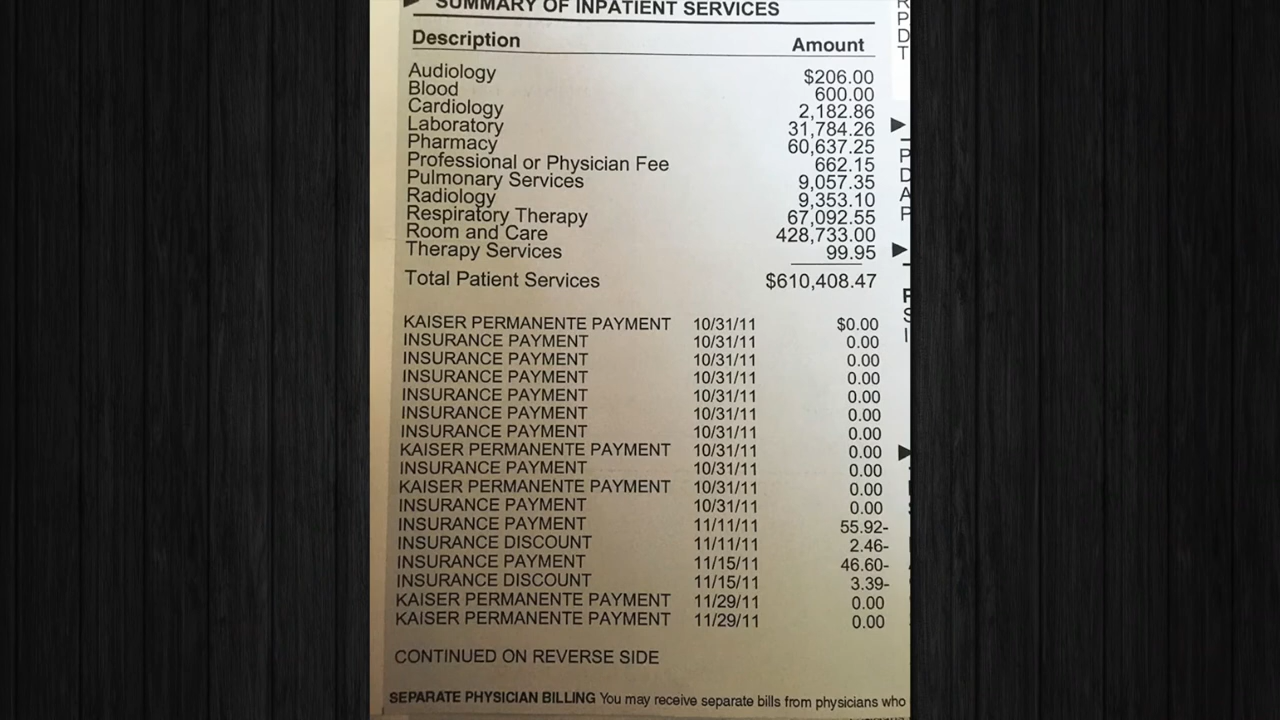 SUMMARY OF INPATIENT SERVICES
Description Amount
Audiology $206.00
Blood 600.00
Cardiology 2,182.86
Laboratory 31,784.26
Pharmacy 60,637.25
Professional or Physician Fee 662.15
Pulmonary Services 9,057.35
Radiology 9,353.10
Respiratory Therapy 67,092.55
Room and Care 428,733.00
Therapy Services 99.95
Total Patient Services $610,408.47
KAISER PERMANENTE PAYMENT 10/31/11 $0.00
INSURANCE PAYMENT 10/31/11 0.00
INSURANCE PAYMENT 10/31/11 0.00
INSURANCE PAYMENT 10/31/11 0.00
INSURANCE PAYMENT 10/31/11 0.00
INSURANCE PAYMENT 10/31/11 0.00
INSURANCE PAYMENT 10/31/11 0.00
KAISER PERMANENTE PAYMENT 10/31/11 0.00
INSURANCE PAYMENT 10/31/11 0.00
KAISER PERMANENTE PAYMENT 10/31/11 0.00
INSURANCE PAYMENT 10/31/11 0.00
INSURANCE PAYMENT 11/11/11 55.92-
INSURANCE DISCOUNT 11/11/11 2.46-
INSURANCE PAYMENT 11/15/11 46.60-
INSURANCE DISCOUNT 11/15/11 3.39-
KAISER PERMANENTE PAYMENT 11/29/11 0.00
KAISER PERMANENTE PAYMENT 11/29/11 0.00
CONTINUED ON REVERSE SIDE
SEPARATE PHYSICIAN BILLING You may receive separate bills from physicians who